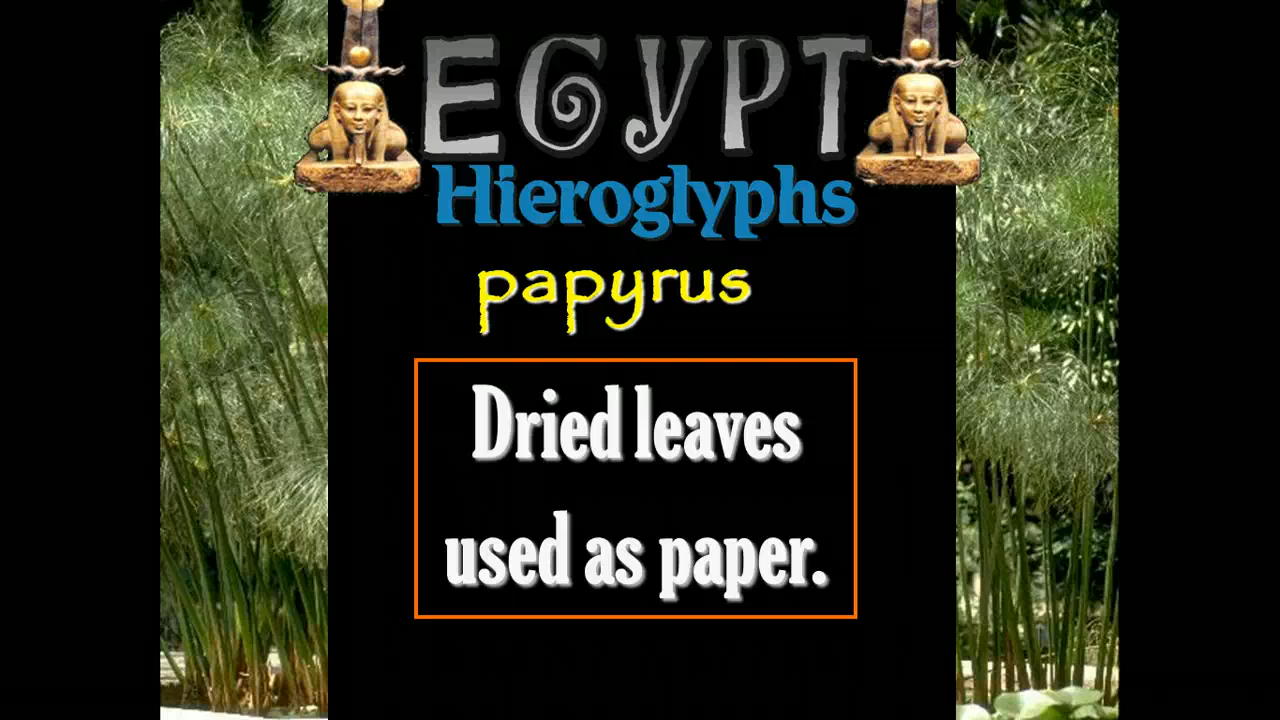 EGYPT
Hieroglyphs
papyrus
Dried leaves
used as paper.